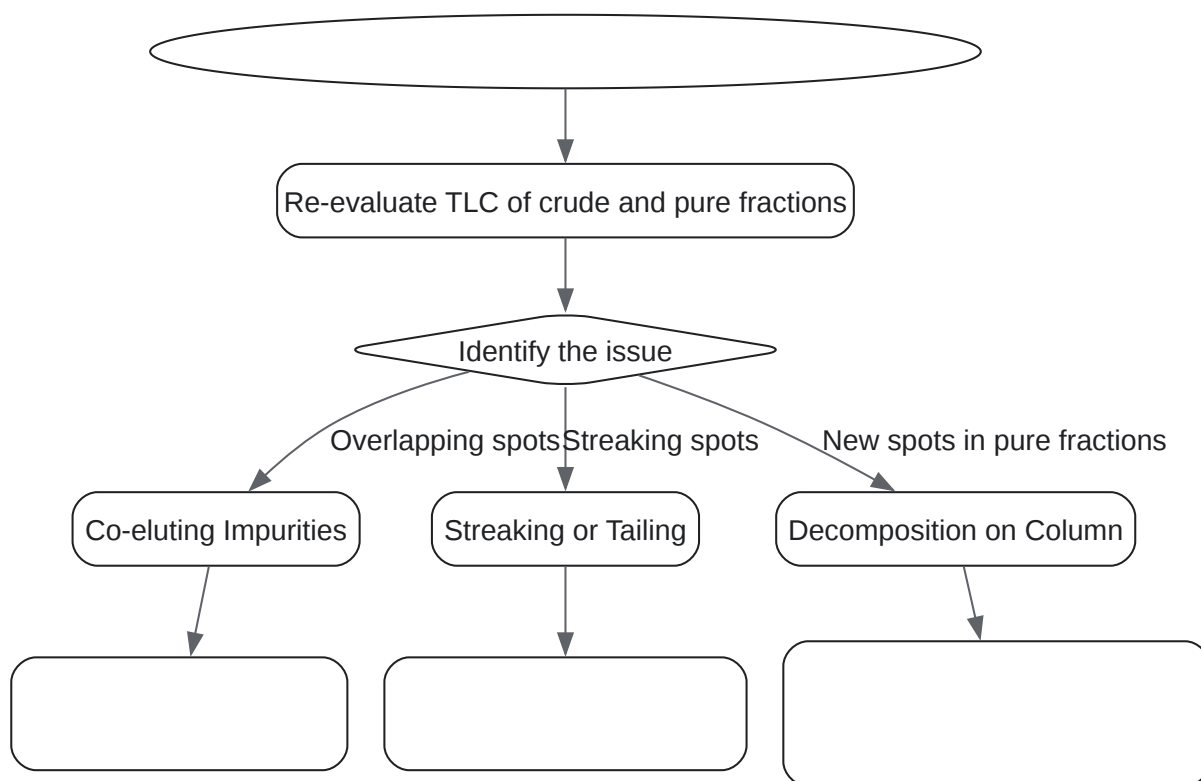 Re-evaluate TLC of crude and pure fractions
Identify the issue
Overlapping spots
Streaking spots
New spots in pure fractions
Co-eluting Impurities
Streaking or Tailing
Decomposition on Column